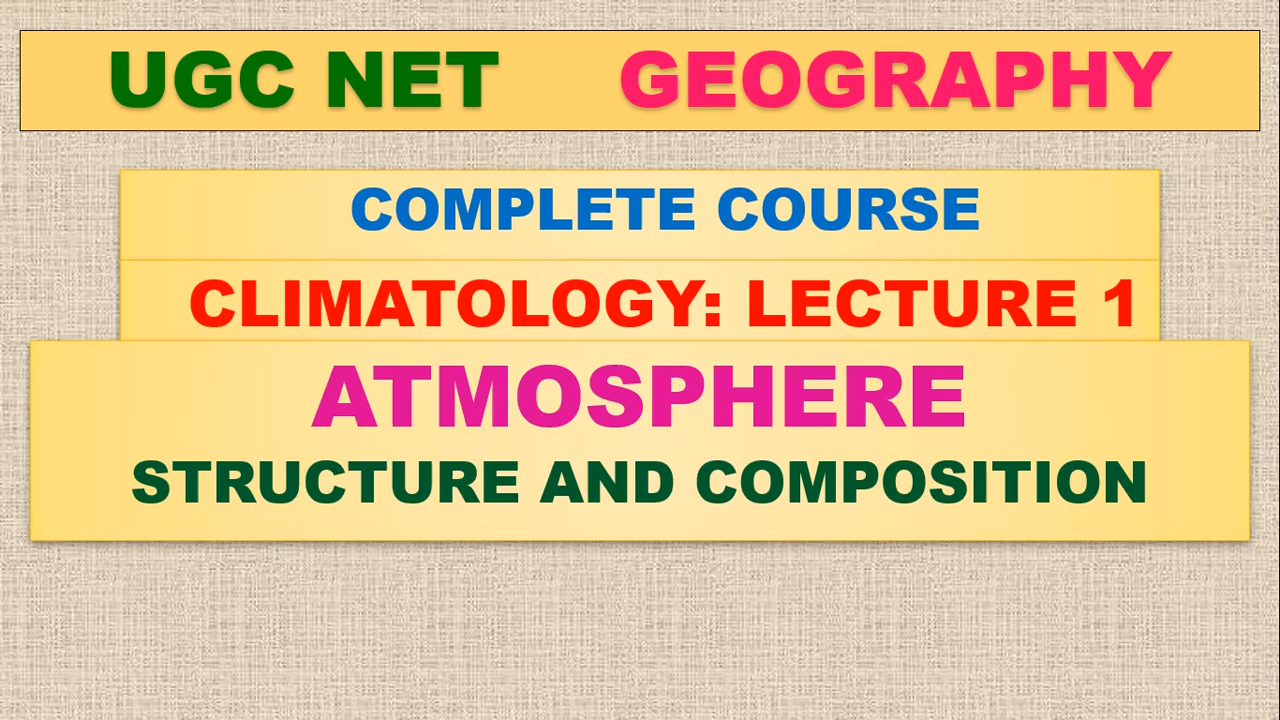 UGC NET GEOGRAPHY
COMPLETE COURSE
CLIMATOLOGY: LECTURE 1
ATMOSPHERE
STRUCTURE AND COMPOSITION